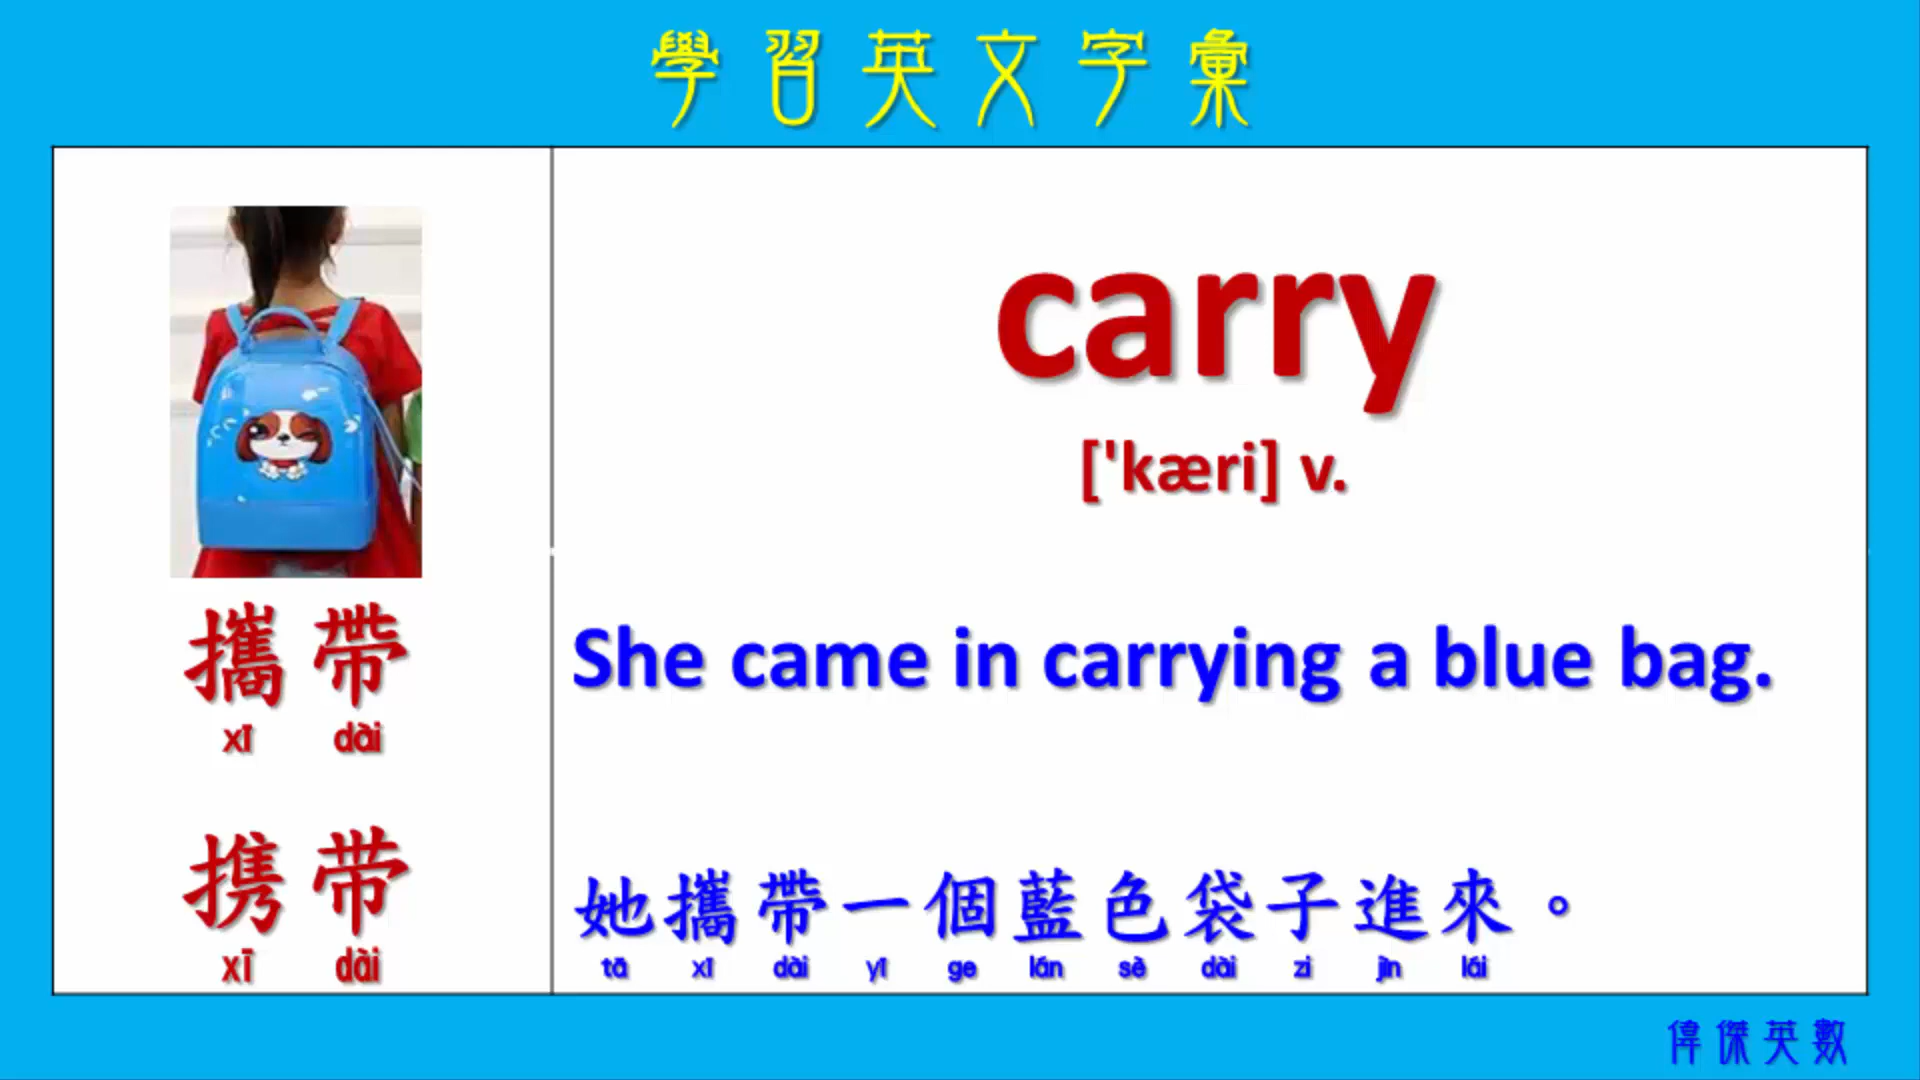 學習英文字彙
攜帶
xī dài
携带
xī dài
carry
['kæri] v.
She came in carrying a blue bag.
她攜帶一個藍色袋子進來。
tā xī dài yī ge lán sè dài zi jìn lái
偉傑英數